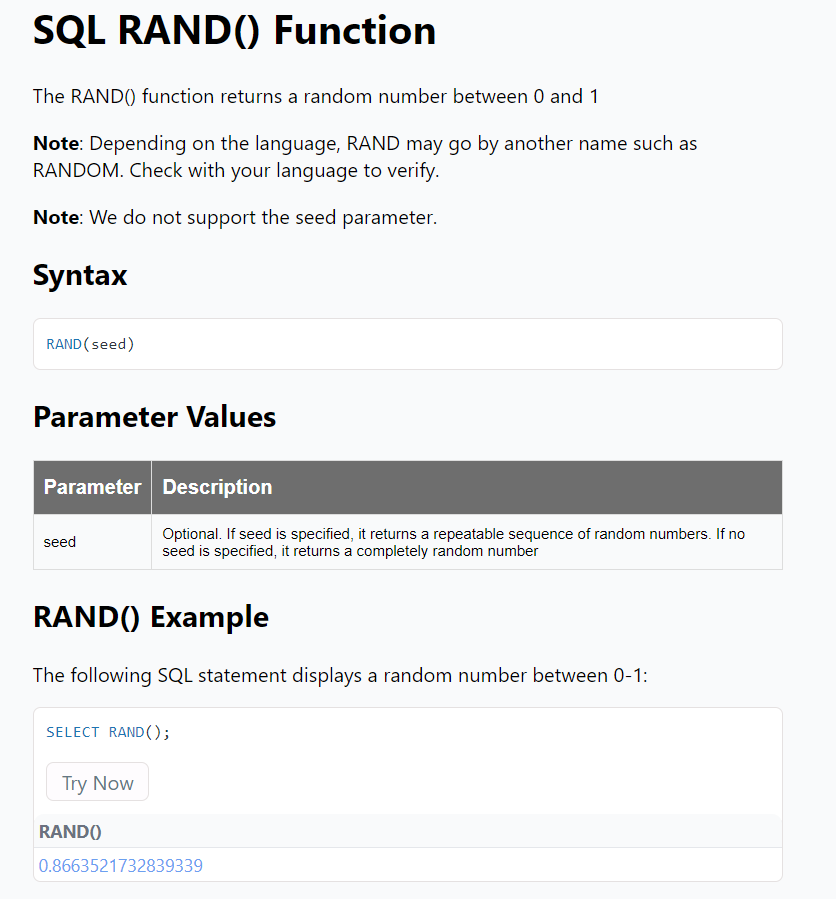 SQL RAND() Function
The RAND() function returns a random number between 0 and 1
Note: Depending on the language, RAND may go by another name such as
RANDOM. Check with your language to verify.
Note: We do not support the seed parameter.
Syntax
RAND(seed)
Parameter Values
Parameter Description
seed Optional. If seed is specified, it returns a repeatable sequence of random numbers. If no
seed is specified, it returns a completely random number
RAND() Example
The following SQL statement displays a random number between 0-1:
SELECT RAND();
Try Now
RAND()
0.8663521732839339